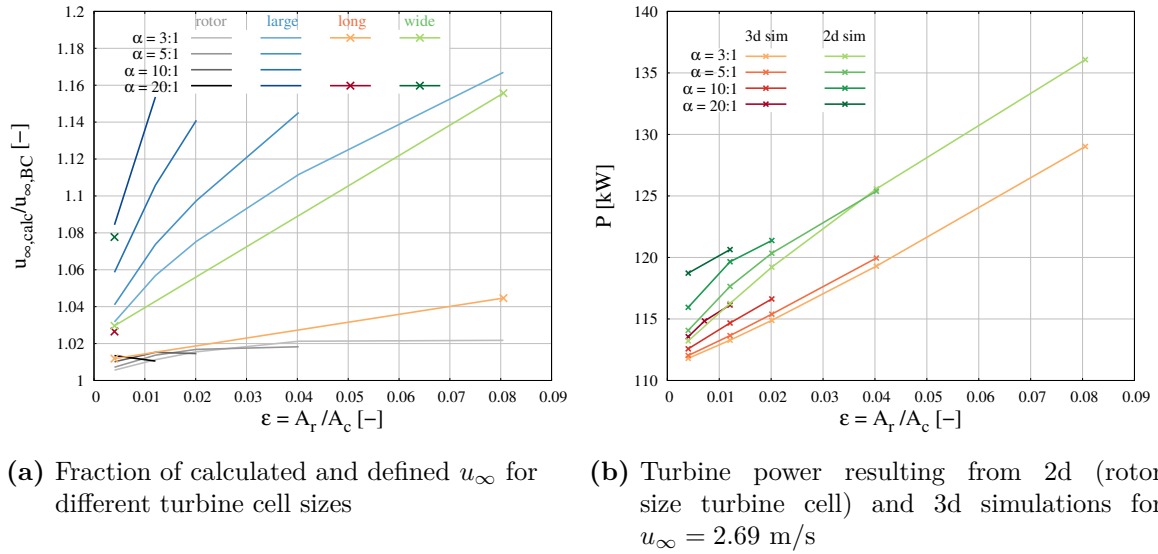 rotor large long wide
α = 3:1
α = 5:1
α = 10:1
α = 20:1
1.2
1.18
1.16
1.14
1.12
1.1
1.08
1.06
1.04
1.02
1
u∞,calc/u∞,BC [−]
0 0.01 0.02 0.03 0.04 0.05 0.06 0.07 0.08 0.09
ε = Ar /Ac [−]
3d sim 2d sim
α = 3:1
α = 5:1
α = 10:1
α = 20:1
140
135
130
125
120
115
110
P [kW]
0 0.01 0.02 0.03 0.04 0.05 0.06 0.07 0.08 0.09
ε = Ar /Ac [−]
(a) Fraction of calculated and defined u∞ for
different turbine cell sizes
(b) Turbine power resulting from 2d (rotor
size turbine cell) and 3d simulations for
u∞ = 2.69 m/s